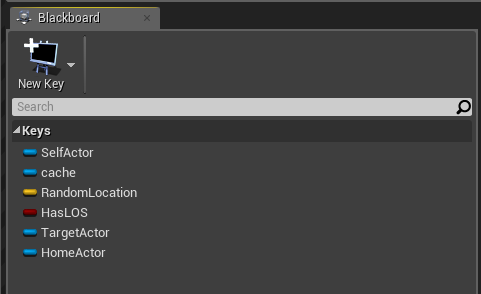 Blackboard
New Key
Search
Keys
SelfActor
cache
RandomLocation
HasLOS
TargetActor
HomeActor